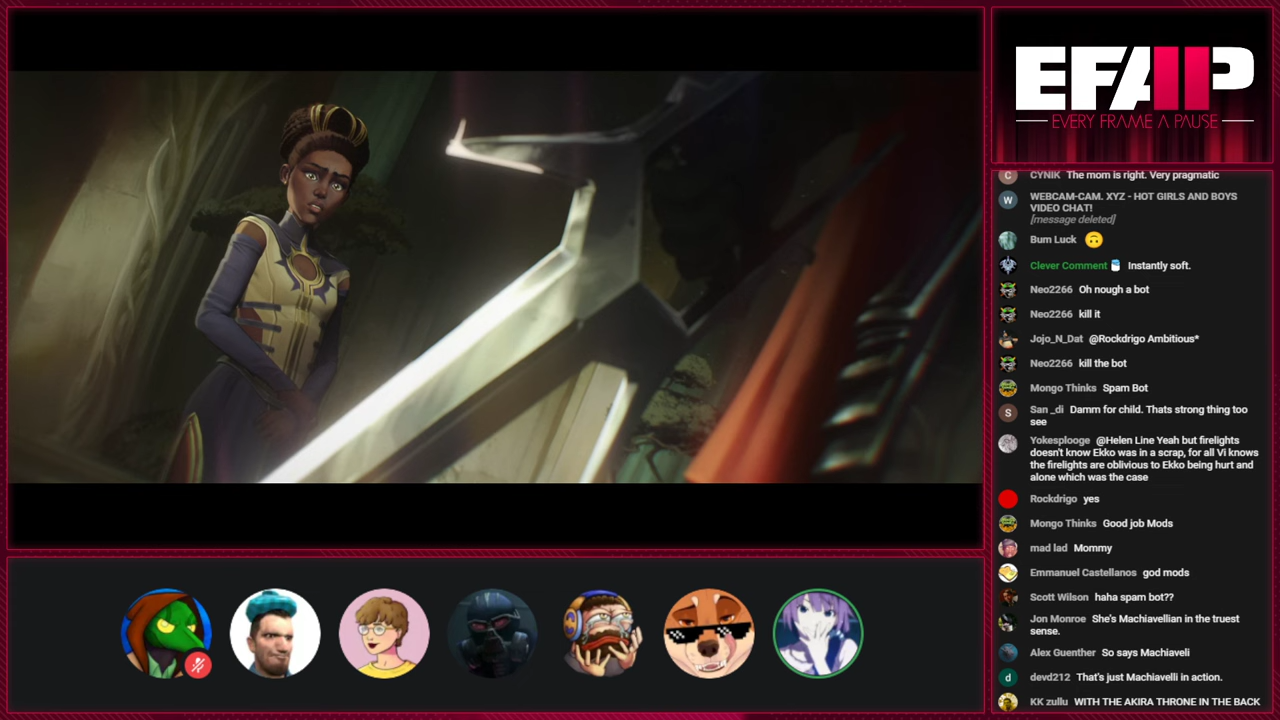 EFAP
EVERY FRAME A PAUSE
C CYNIK The mom is right. Very pragmatic
W WEBCAM-CAM. XYZ - HOT GIRLS AND BOYS
VIDEO CHAT!
[message deleted]
Bum Luck
Clever Comment Instantly soft.
Neo2266 Oh nough a bot
Neo2266 kill it
Jojo_N_Dat @Rockdrigo Ambitious*
Neo2266 kill the bot
Mongo Thinks Spam Bot
S San _di Damm for child. Thats strong thing too
see
Yokesplooge @Helen Line Yeah but firelights
doesn't know Ekko was in a scrap, for all Vi knows
the firelights are oblivious to Ekko being hurt and
alone which was the case
Rockdrigo yes
Mongo Thinks Good job Mods
mad lad Mommy
Emmanuel Castellanos god mods
Scott Wilson haha spam bot??
Jon Monroe She's Machiavellian in the truest
sense.
Alex Guenther So says Machiaveli
d devd212 That's just Machiavelli in action.
KK zullu WITH THE AKIRA THRONE IN THE BACK